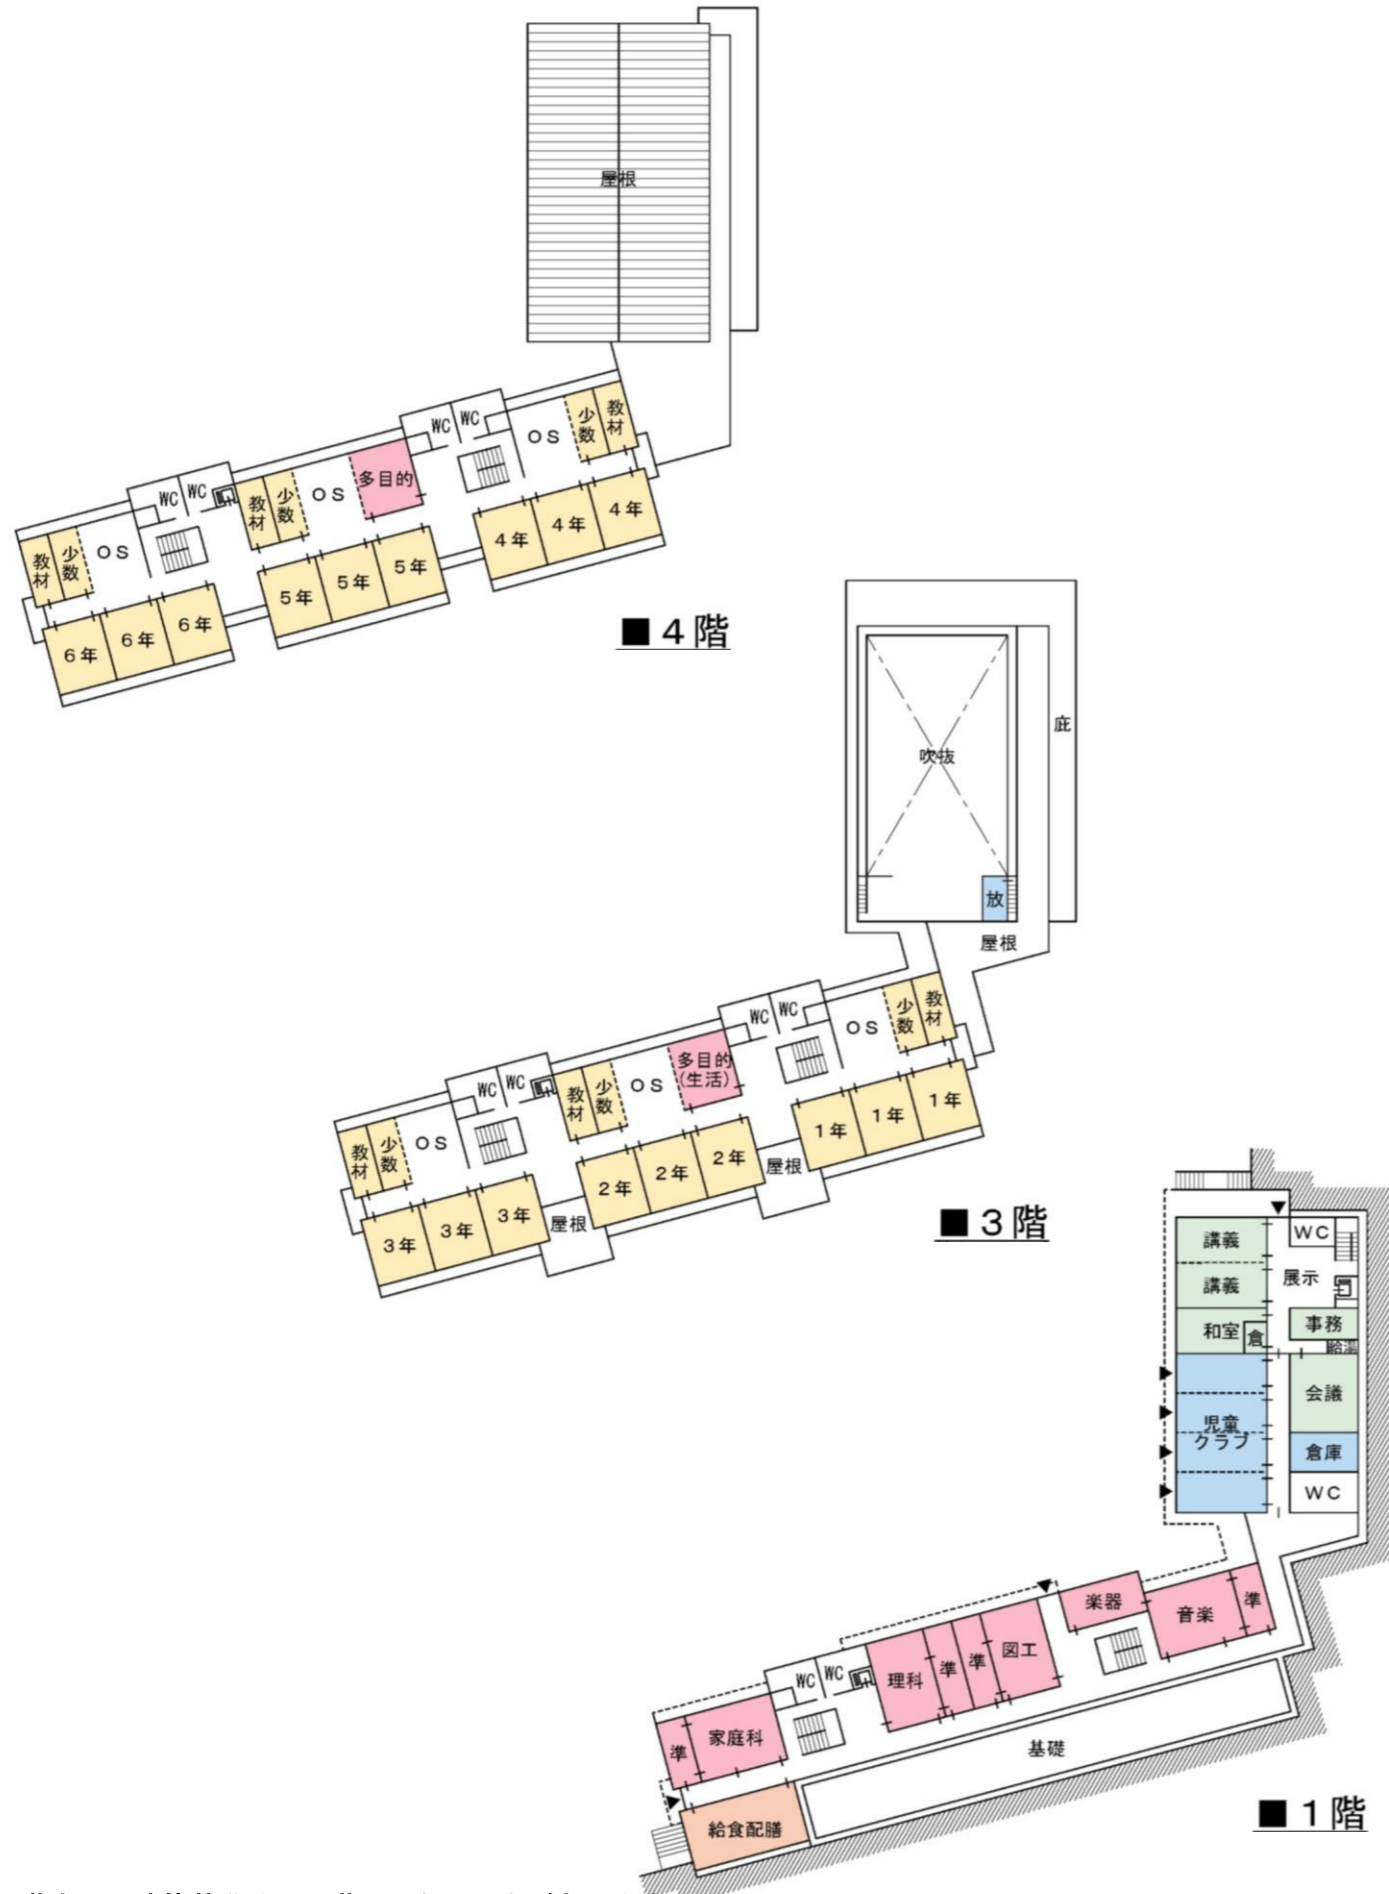 屋根
WC
WC
少数
教材
OS
多目的
WC
WC
教材
少数
OS
教材
少数
OS
4年
4年
4年
5年
5年
5年
6年
6年
6年
■4階
庇
吹抜
放
屋根
WC
WC
少数
教材
OS
多目的
(生活)
WC
WC
教材
少数
OS
教材
少数
OS
1年
1年
1年
屋根
2年
2年
2年
屋根
3年
3年
3年
■3階
講義
WC
展示
講義
和室
倉
事務
給湯
会議
児童
クラブ
倉庫
WC
楽器
音楽
準
図工
準
準
理科
WC
WC
家庭科
準
基礎
給食配膳
■1階